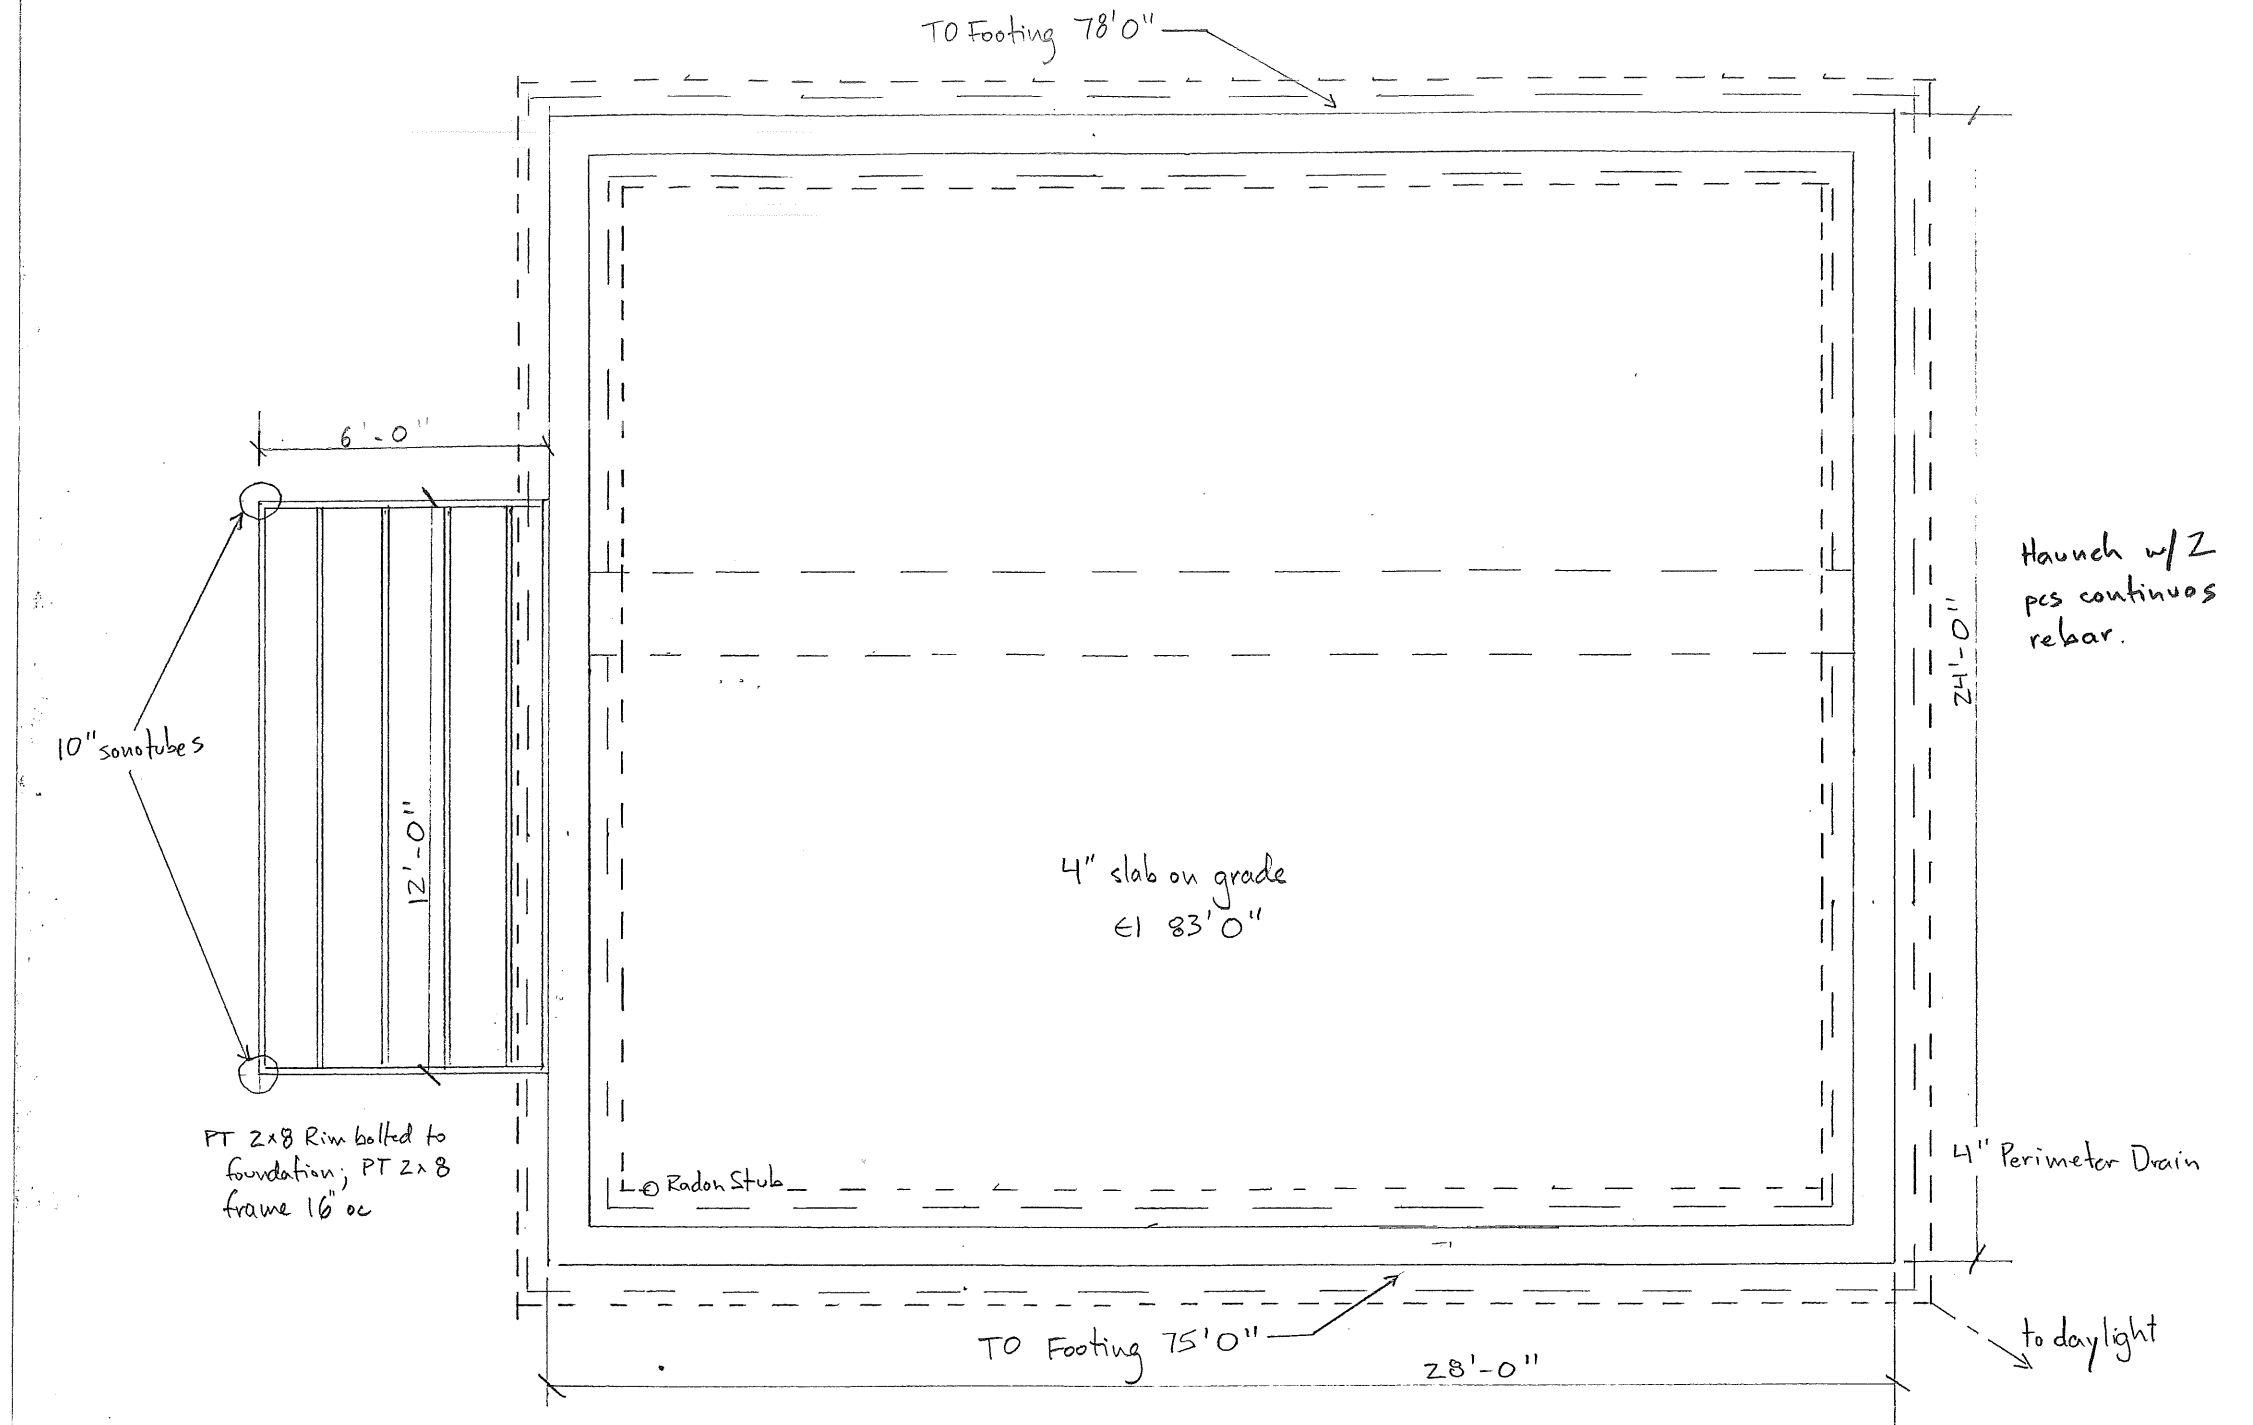 TO Footing 78'0"
6'-0"
Haunch w/ 2
pcs continuos
rebar.
24'-0"
10" sonotubes
12'-0"
4" slab on grade
El 83'0"
PT 2x8 Rim bolted to
foundation; PT 2x8
frame 16" oc
Radon Stub
4" Perimeter Drain
TO Footing 75'0"
to daylight
28'-0"